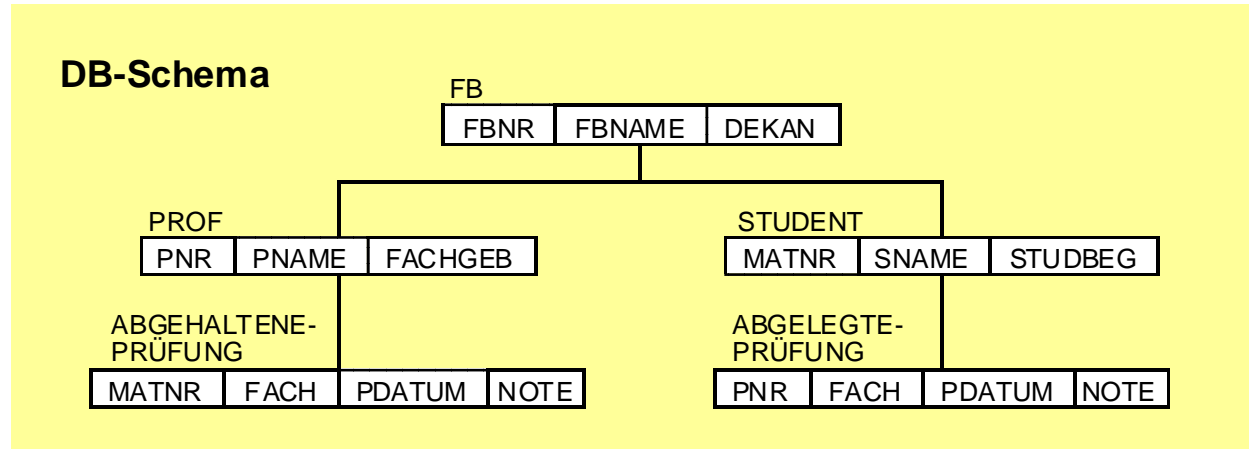 DB-Schema
FB
FBNR FBNAME DEKAN
PROF
PNR PNAME FACHGEB
STUDENT
MATNR SNAME STUDBEG
ABGEHALTENE-
PRÜFUNG
MATNR FACH PDATUM NOTE
ABGELEGTE-
PRÜFUNG
PNR FACH PDATUM NOTE